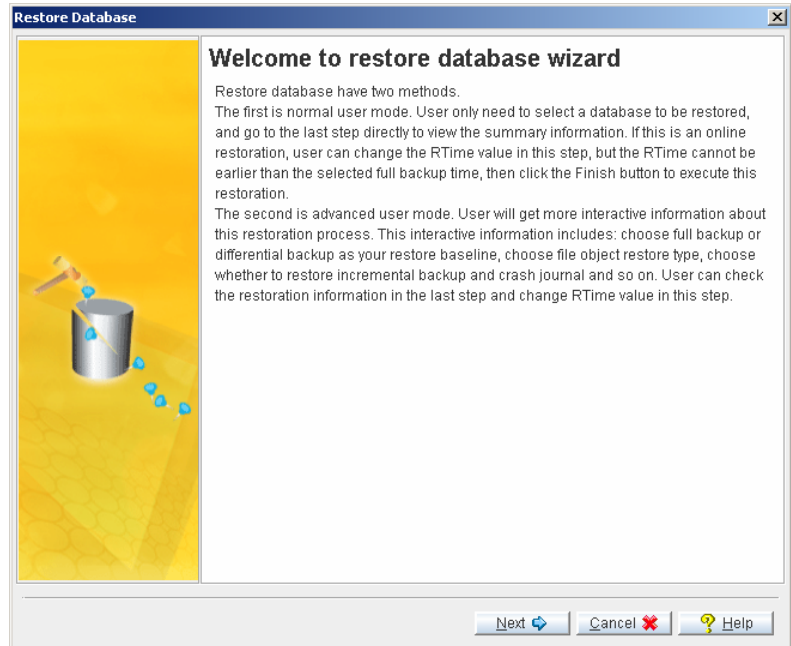 Restore Database
Welcome to restore database wizard
Restore database have two methods.
The first is normal user mode. User only need to select a database to be restored,
and go to the last step directly to view the summary information. If this is an online
restoration, user can change the RTime value in this step, but the RTime cannot be
earlier than the selected full backup time, then click the Finish button to execute this
restoration.
The second is advanced user mode. User will get more interactive information about
this restoration process. This interactive information includes: choose full backup or
differential backup as your restore baseline, choose file object restore type, choose
whether to restore incremental backup and crash journal and so on. User can check
the restoration information in the last step and change RTime value in this step.
Next Cancel Help